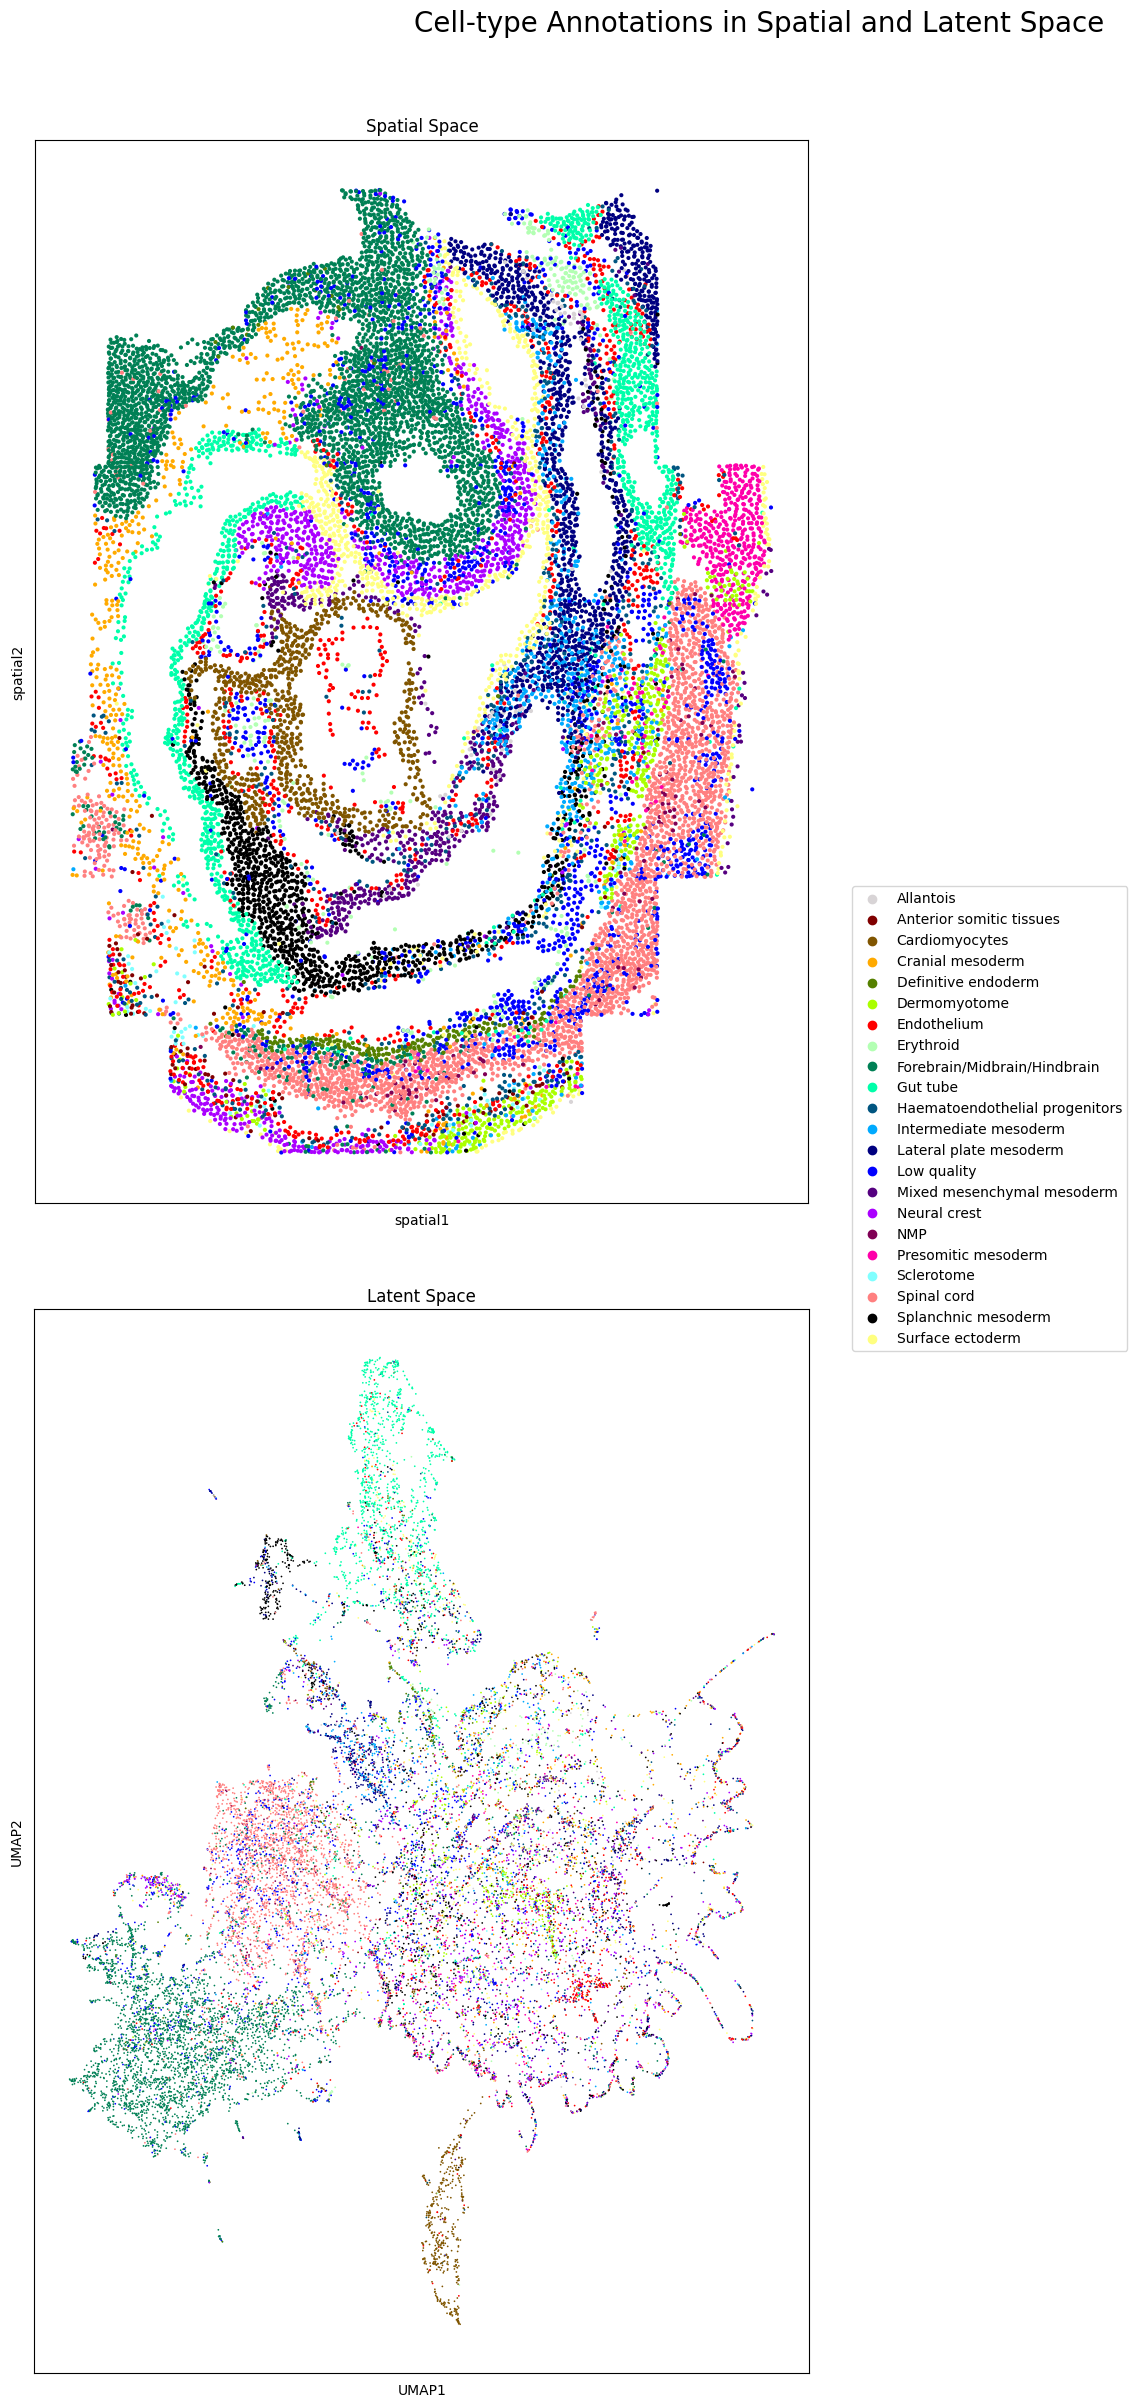 Cell-type Annotations in Spatial and Latent Space
Spatial Space
spatial2
spatial1
Allantois
Anterior somitic tissues
Cardiomyocytes
Cranial mesoderm
Definitive endoderm
Dermomyotome
Endothelium
Erythroid
Forebrain/Midbrain/Hindbrain
Gut tube
Haematoendothelial progenitors
Intermediate mesoderm
Lateral plate mesoderm
Low quality
Mixed mesenchymal mesoderm
Neural crest
NMP
Presomitic mesoderm
Sclerotome
Spinal cord
Splanchnic mesoderm
Surface ectoderm
Latent Space
UMAP2
UMAP1